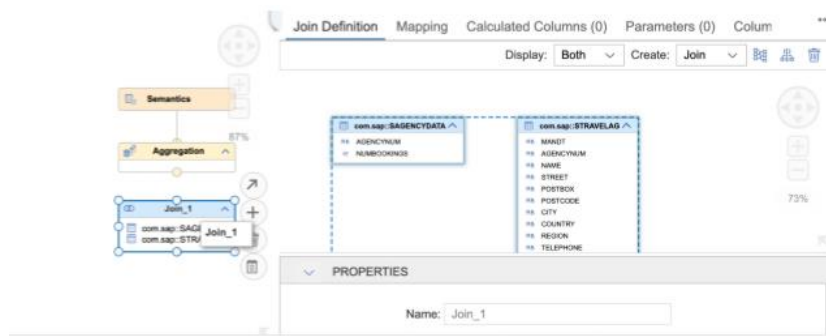 Join Definition Mapping Calculated Columns (0) Parameters (0) Colum
Display: Both Create: Join
Semantics
87%
Aggregation
Join_1
com.sap::SAG
com.sap::STR
Join_1
com.sap::SAGENCYDATA
AGENCYNUM
NUMBOOKINGS
com.sap::STRAVELAG
MANDT
AGENCYNUM
NAME
STREET
POSTBOX
POSTCODE
CITY
COUNTRY
REGION
TELEPHONE
73%
PROPERTIES
Name: Join_1